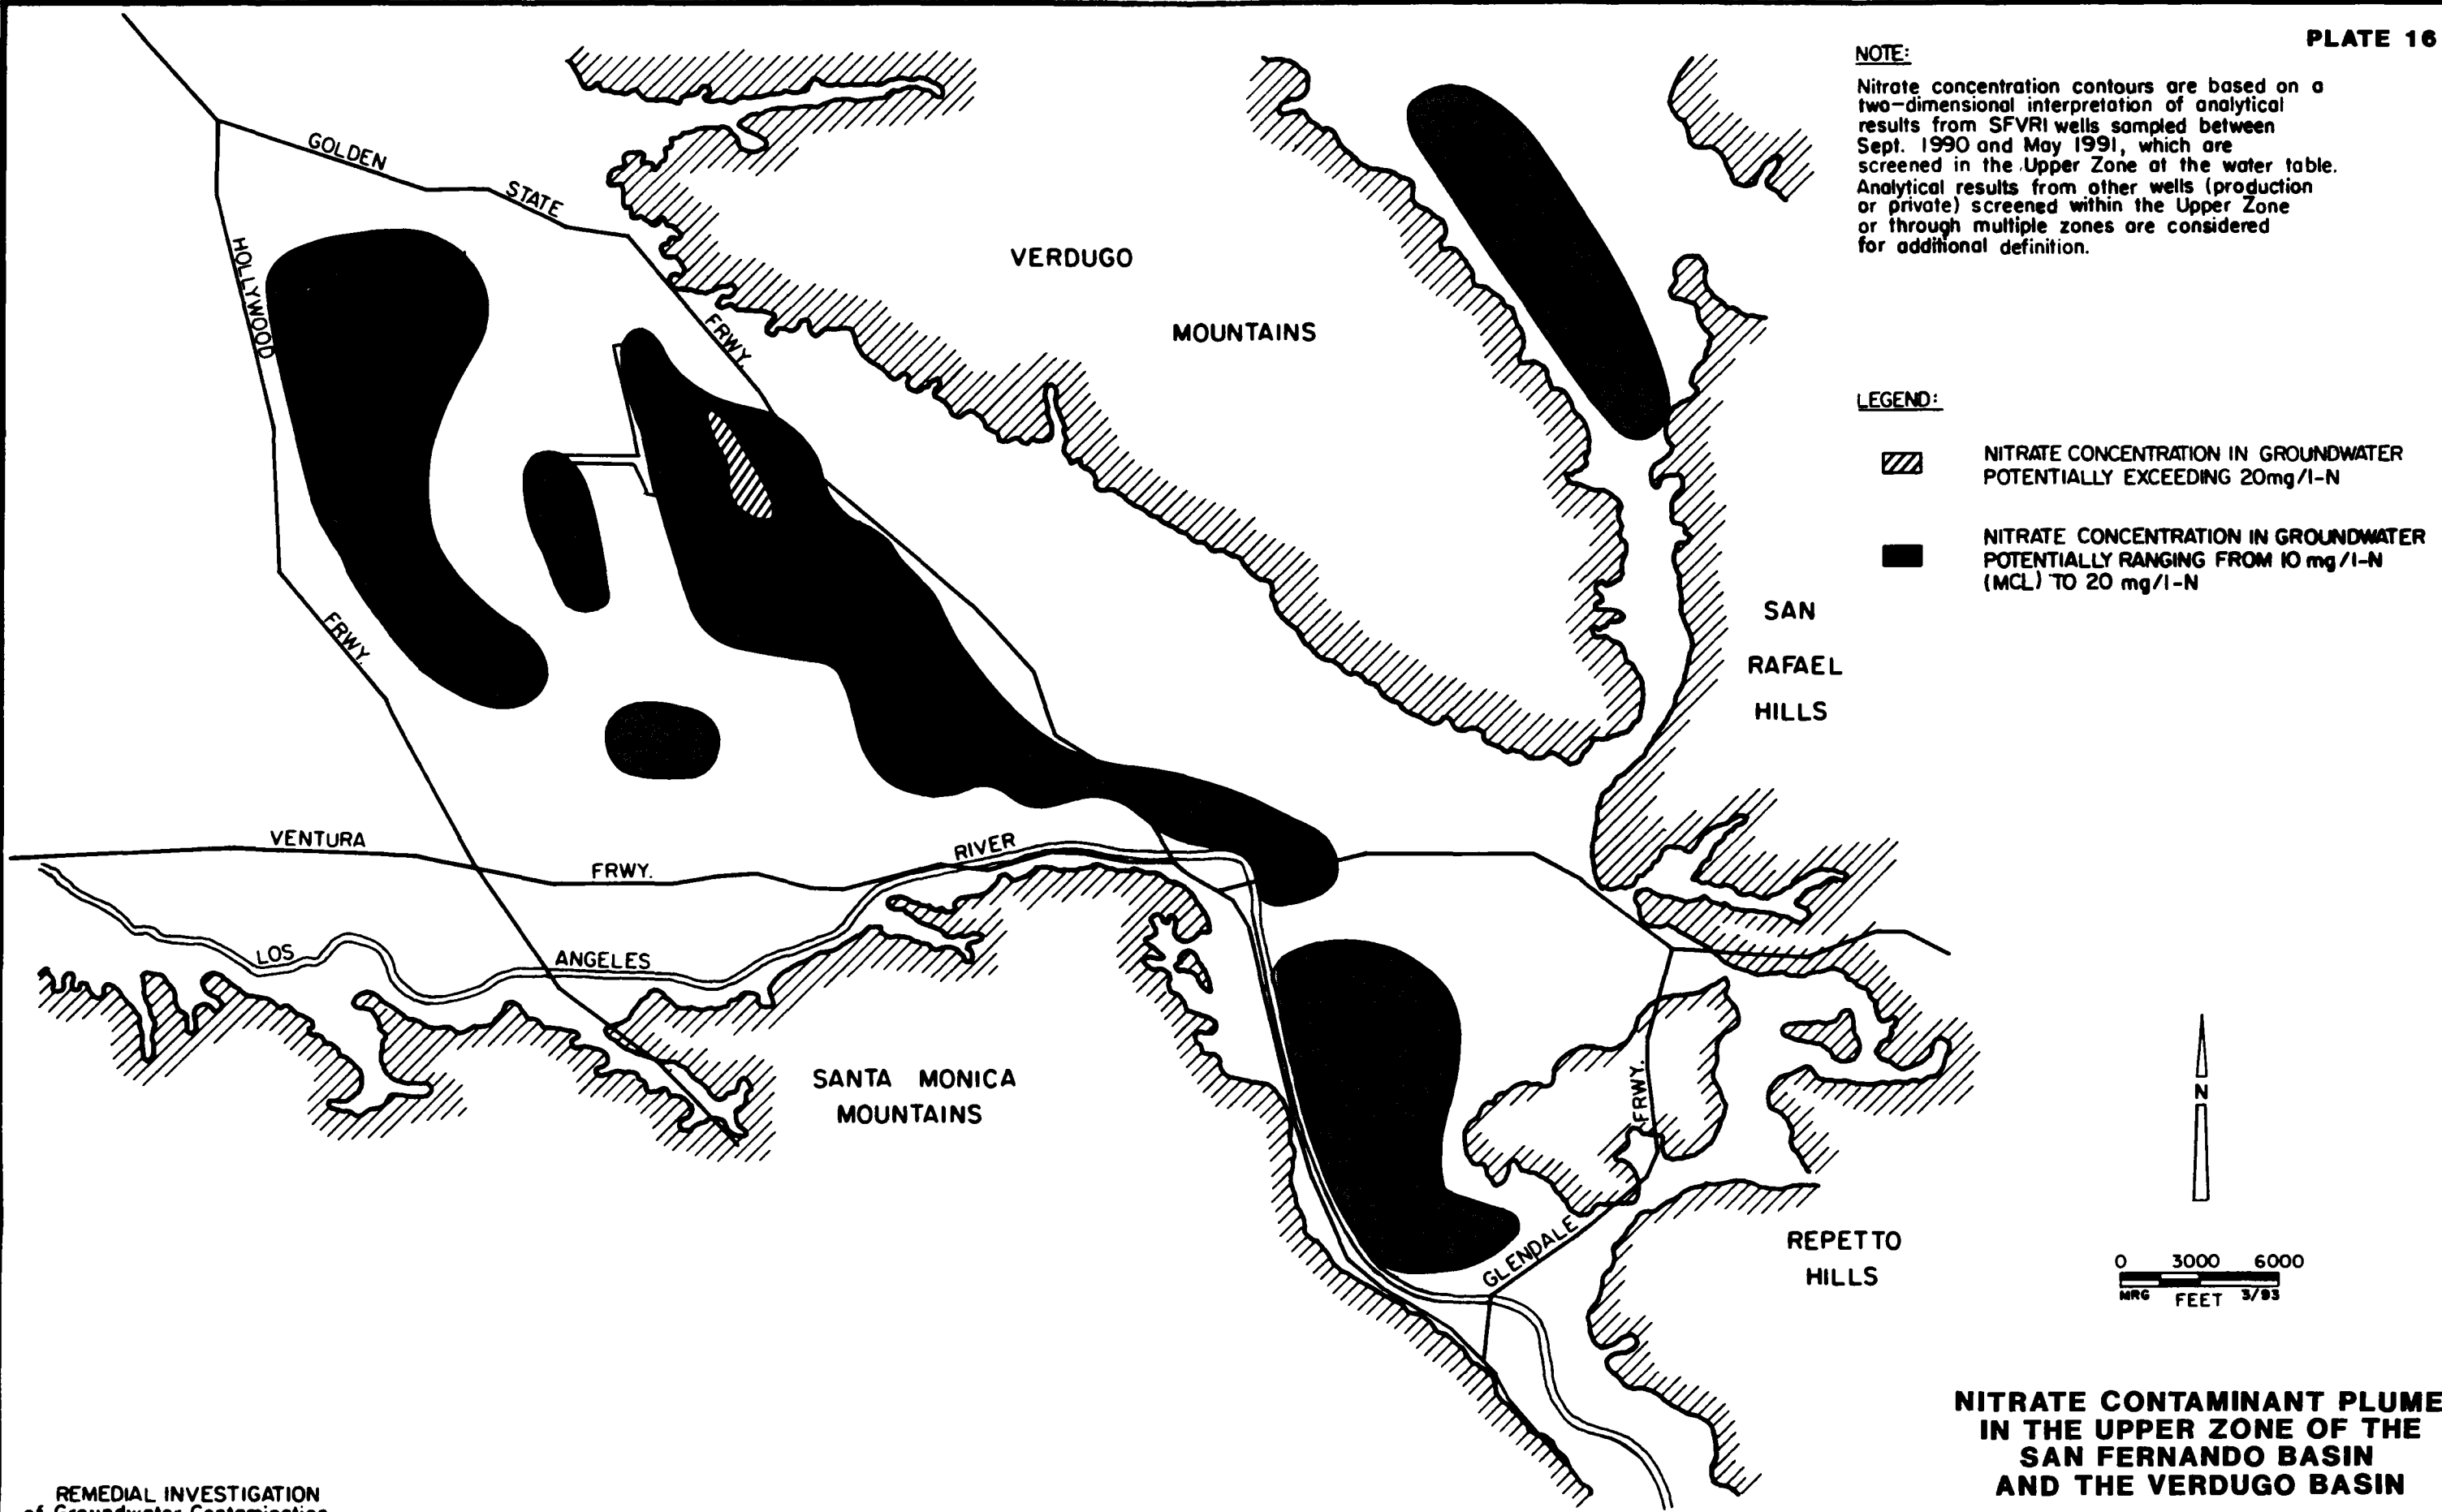 PLATE 16
NOTE:
Nitrate concentration contours are based on a
two-dimensional interpretation of analytical
results from SFVRI wells sampled between
Sept. 1990 and May 1991, which are
screened in the Upper Zone at the water table.
Analytical results from other wells (production
or private) screened within the Upper Zone
or through multiple zones are considered
for additional definition.
LEGEND:
NITRATE CONCENTRATION IN GROUNDWATER
POTENTIALLY EXCEEDING 20mg/l-N
NITRATE CONCENTRATION IN GROUNDWATER
POTENTIALLY RANGING FROM 10 mg/l-N
(MCL) TO 20 mg/l-N
GOLDEN
STATE
FRWY.
HOLLYWOOD
FRWY.
VERDUGO
MOUNTAINS
SAN
RAFAEL
HILLS
VENTURA
FRWY.
RIVER
LOS
ANGELES
SANTA MONICA
MOUNTAINS
FRWY.
GLENDALE
REPETTO
HILLS
N
0 3000 6000
MRG FEET 3/93
NITRATE CONTAMINANT PLUME
IN THE UPPER ZONE OF THE
SAN FERNANDO BASIN
AND THE VERDUGO BASIN
REMEDIAL INVESTIGATION
of Groundwater Contamination